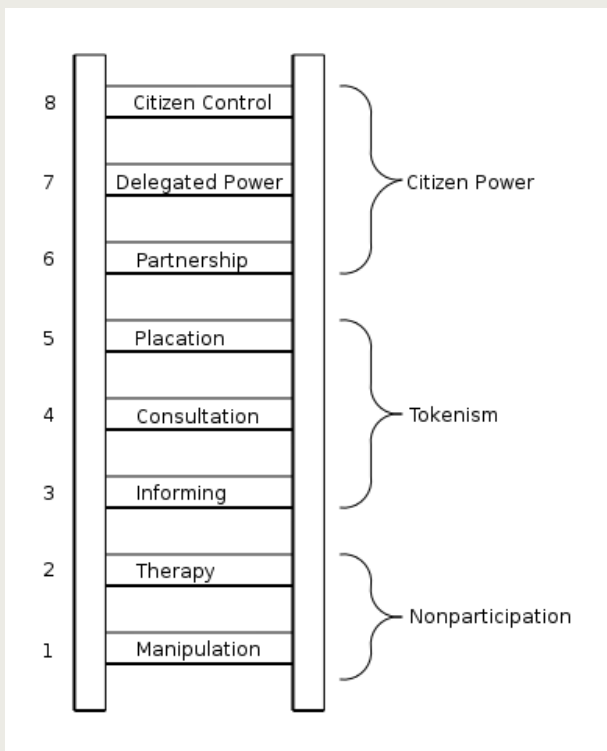 8 Citizen Control
7 Delegated Power
Citizen Power
6 Partnership
5 Placation
4 Consultation
Tokenism
3 Informing
2 Therapy
Nonparticipation
1 Manipulation